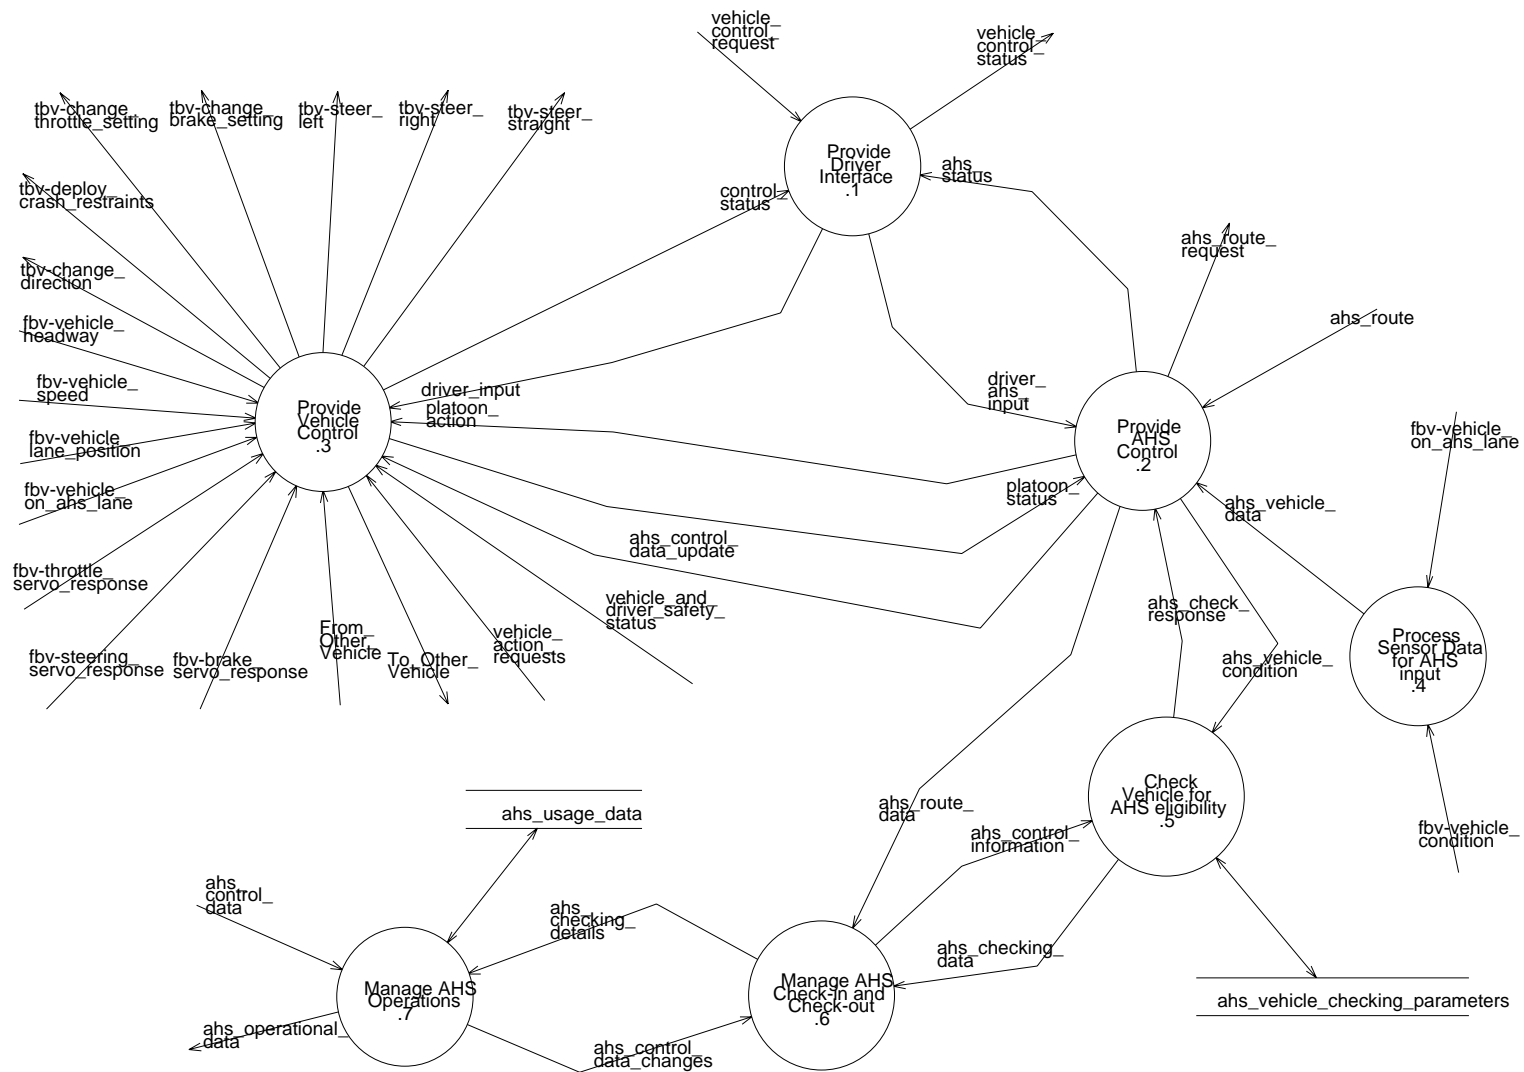 vehicle_
control_
request
vehicle_
control_
status
tbv-change_
throttle_setting
tbv-change_
brake_setting
tbv-steer_
left
tbv-steer_
right
tbv-steer_
straight
Provide
Driver
Interface
.1
ahs_
status
tbv-deploy_
crash_restraints
control_
status
ahs_route_
request
tbv-change_
direction
fbv-vehicle_
headway
ahs_route
fbv-vehicle_
speed
driver_input
platoon_
action
driver_
ahs_
input
Provide
Vehicle
Control
.3
Provide
AHS
Control
.2
fbv-vehicle_
on_ahs_lane
fbv-vehicle_
lane_position
fbv-vehicle_
on_ahs_lane
platoon_
status
ahs_vehicle_
data
ahs_control_
data_update
fbv-throttle_
servo_response
vehicle_and_
driver_safety_
status
ahs_check_
response
From_
Other_
Vehicle
To_Other_
Vehicle
vehicle_
action_
requests
fbv-steering_
servo_response
fbv-brake_
servo_response
ahs_vehicle_
condition
Process
Sensor Data
for AHS
input
.4
Check
Vehicle for
AHS eligibility
.5
ahs_usage_data
ahs_route_
data
ahs_control_
information
fbv-vehicle_
condition
ahs_
control_
data
ahs_
checking_
details
ahs_checking_
data
Manage AHS
Operations
.7
Manage AHS
Check-in and
Check-out
.6
ahs_vehicle_checking_parameters
ahs_operational_
data
ahs_control_
data_changes